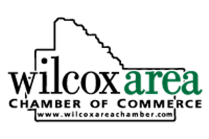 wilcox area
CHAMBER OF COMMERCE
www.wilcoxareachamber.com